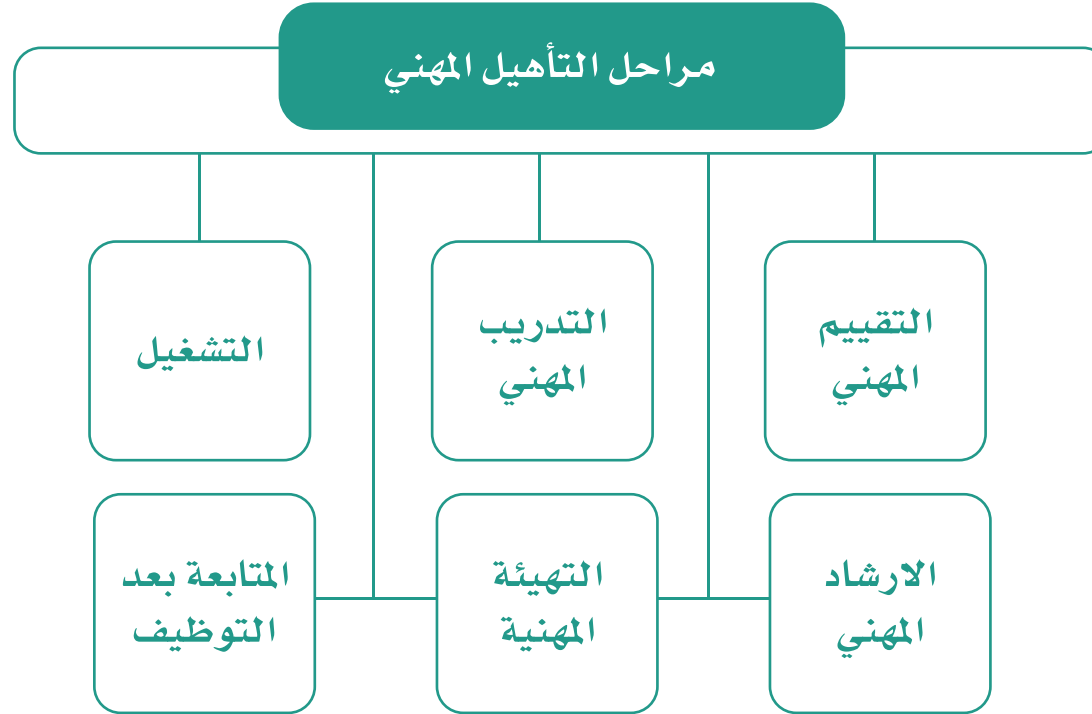 مراحل التأهيل المهني
التقييم
المهني
التدريب
المهني
التشغيل
الارشاد
المهني
التهيئة
المهنية
المتابعة بعد
التوظيف